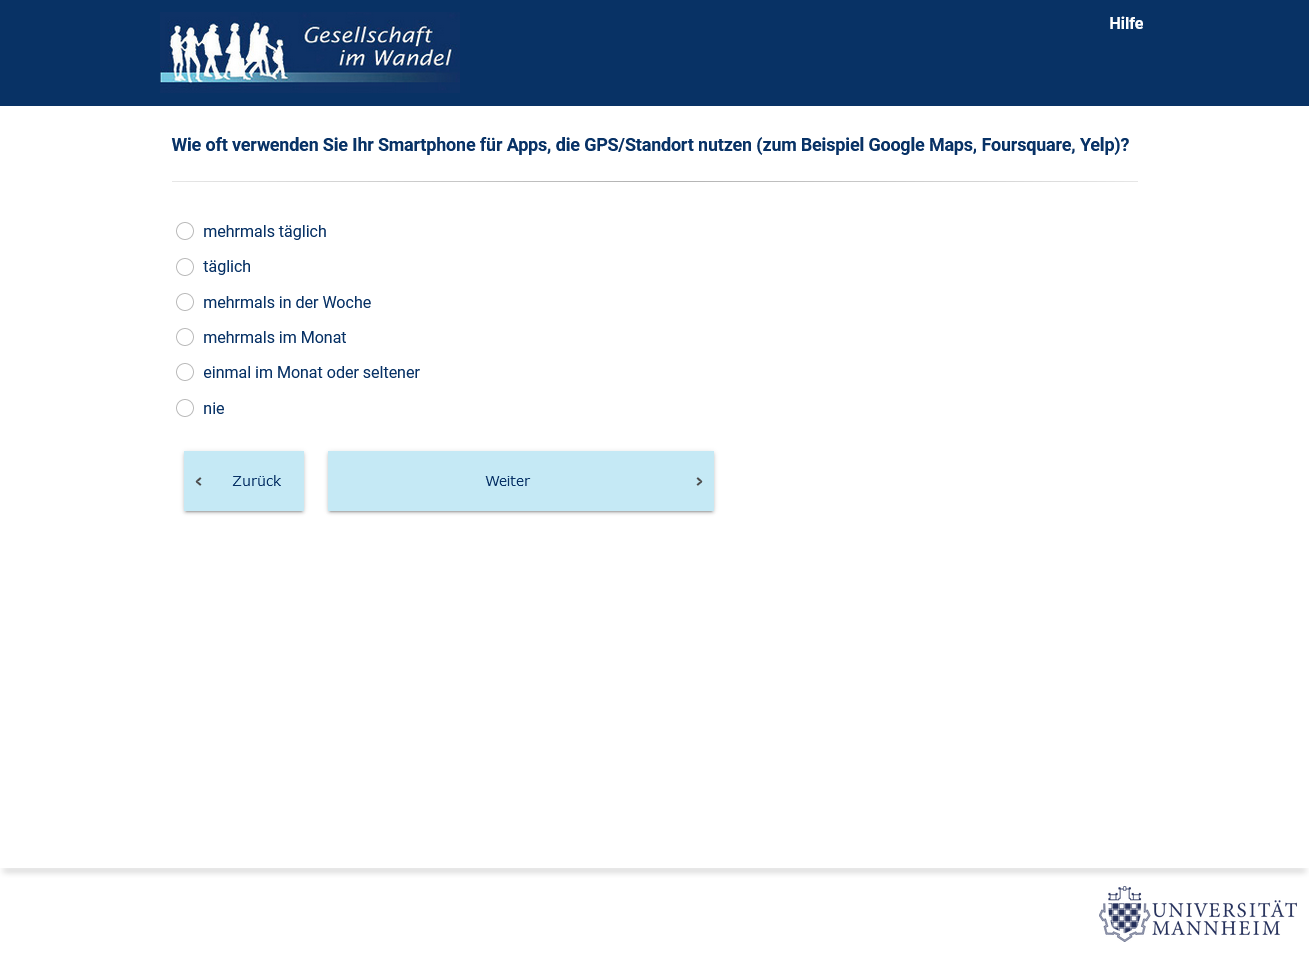 Gesellschaft
im Wandel
Hilfe
Wie oft verwenden Sie Ihr Smartphone für Apps, die GPS/Standort nutzen (zum Beispiel Google Maps, Foursquare, Yelp)?
mehrmals täglich
täglich
mehrmals in der Woche
mehrmals im Monat
einmal im Monat oder seltener
nie
Zurück
Weiter
UNIVERSITÄT
MANNHEIM